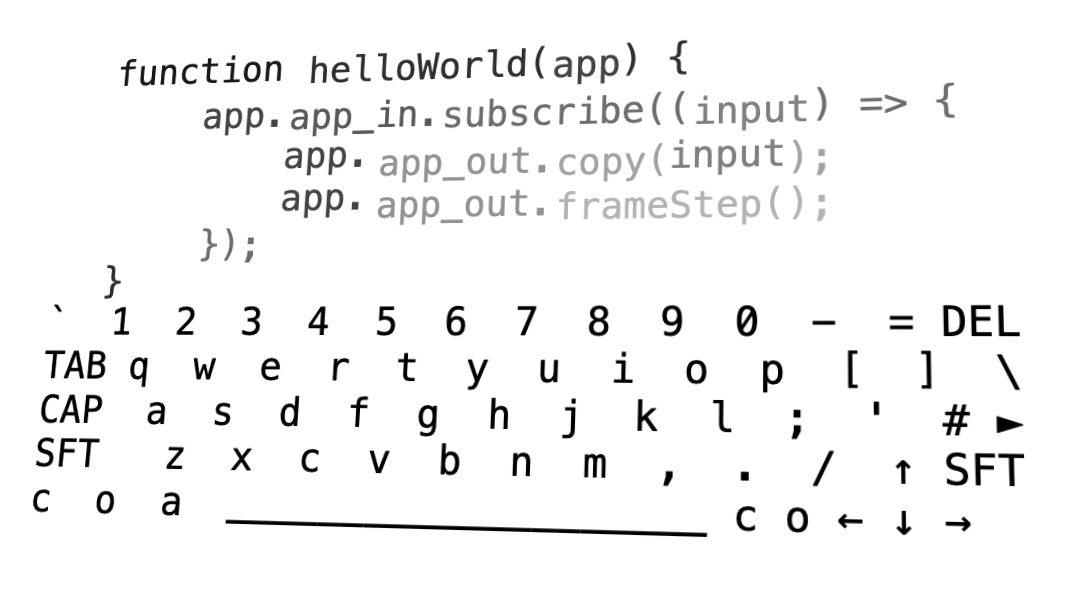 function helloWorld(app) {
app.app_in.subscribe((input) => {
app. app_out.copy(input);
app. app_out.frameStep();
});
}
` 1 2 3 4 5 6 7 8 9 0 - = DEL
TAB q w e r t y u i o p [ ] \
CAP a s d f g h j k l ; ' # ►
SFT z x c v b n m , . / ↑ SFT
c o a ________________ c o ← ↓ →